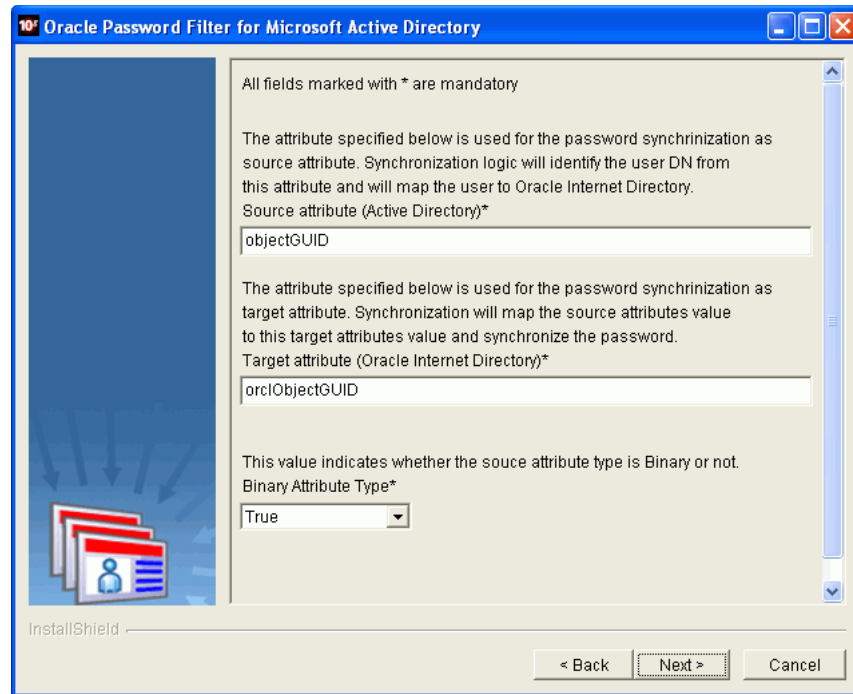 10g Oracle Password Filter for Microsoft Active Directory
All fields marked with * are mandatory
The attribute specified below is used for the password synchrinization as
source attribute. Synchronization logic will identify the user DN from
this attribute and will map the user to Oracle Internet Directory.
Source attribute (Active Directory)*
objectGUID
The attribute specified below is used for the password synchrinization as
target attribute. Synchronization will map the source attributes value
to this target attributes value and synchronize the password.
Target attribute (Oracle Internet Directory)*
orclObjectGUID
This value indicates whether the souce attribute type is Binary or not.
Binary Attribute Type*
True
InstallShield
< Back
Next >
Cancel